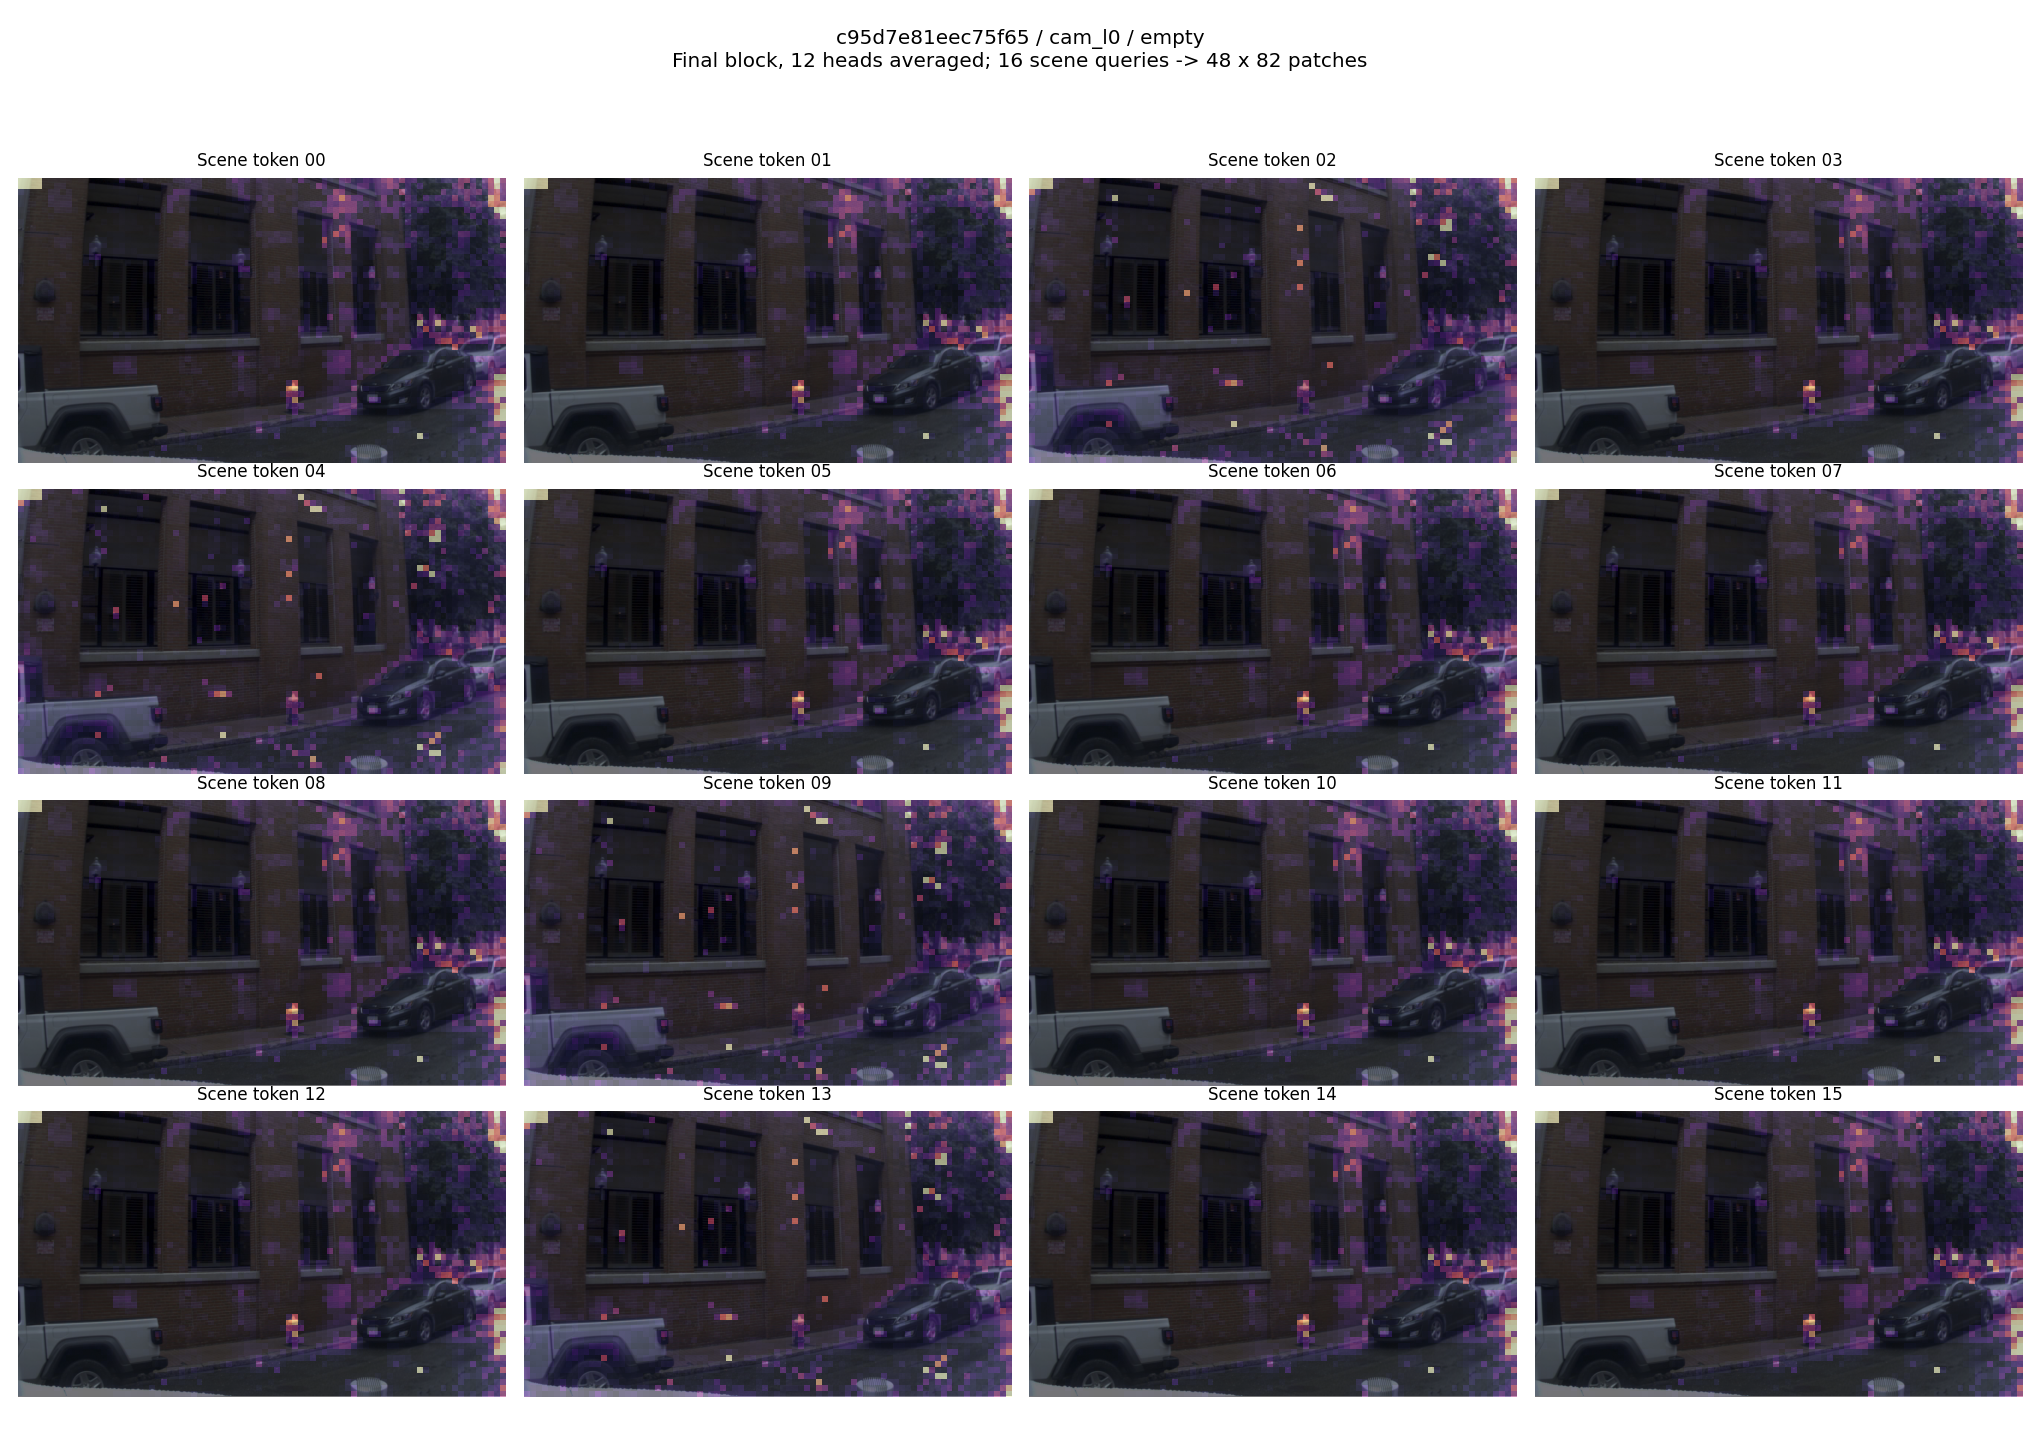 c95d7e81eec75f65 / cam_l0 / empty
Final block, 12 heads averaged; 16 scene queries -> 48 x 82 patches
Scene token 00
Scene token 01
Scene token 02
Scene token 03
Scene token 04
Scene token 05
Scene token 06
Scene token 07
Scene token 08
Scene token 09
Scene token 10
Scene token 11
Scene token 12
Scene token 13
Scene token 14
Scene token 15